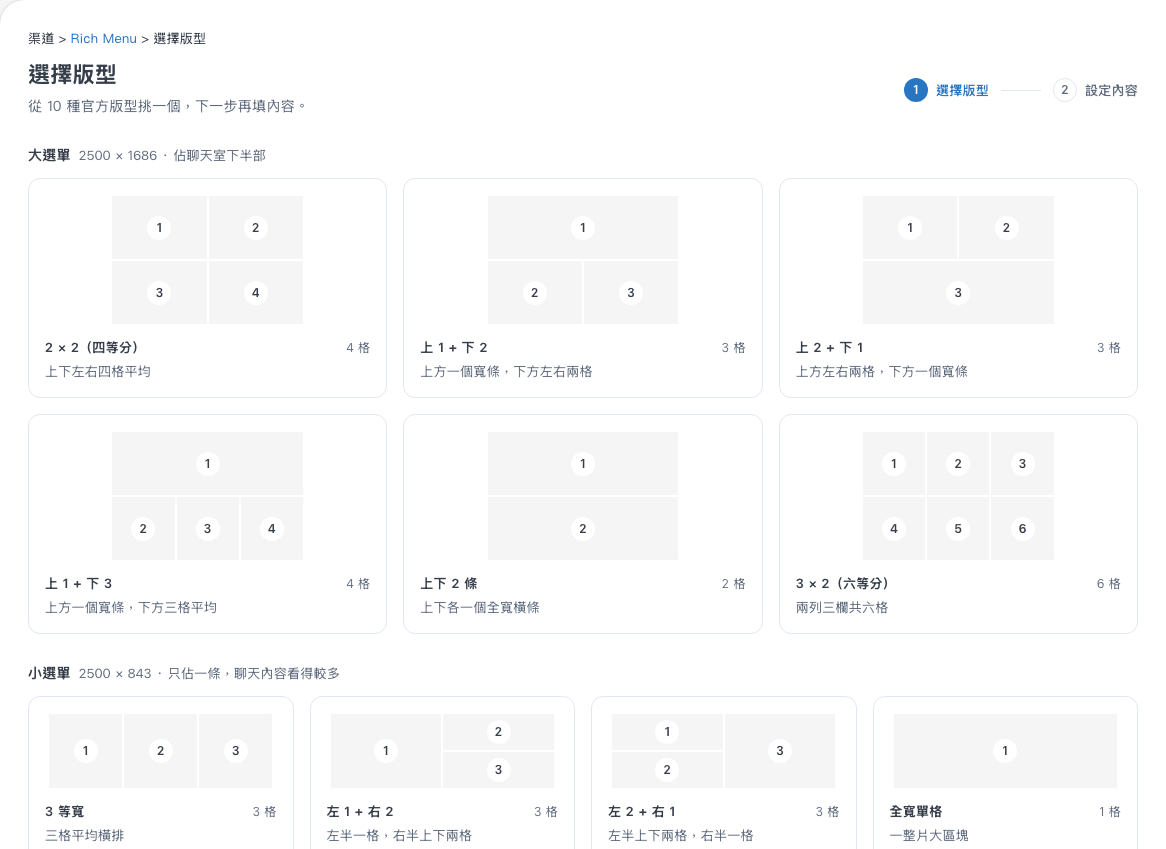 渠道 > Rich Menu > 選擇版型
選擇版型
從 10 種官方版型挑一個，下一步再填內容。
1 選擇版型 2 設定內容
大選單 2500 × 1686 · 佔聊天室下半部
1 2
3 4
2 × 2（四等分） 4 格
上下左右四格平均
1
2 3
上 1 + 下 2 3 格
上方一個寬條，下方左右兩格
1 2
3
上 2 + 下 1 3 格
上方左右兩格，下方一個寬條
1
2 3 4
上 1 + 下 3 4 格
上方一個寬條，下方三格平均
1
2
上下 2 條 2 格
上下各一個全寬橫條
1 2 3
4 5 6
3 × 2（六等分） 6 格
兩列三欄共六格
小選單 2500 × 843 · 只佔一條，聊天內容看得較多
1 2 3
3 等寬 3 格
三格平均橫排
1 2
3
左 1 + 右 2 3 格
左半一格，右半上下兩格
1 3
2
左 2 + 右 1 3 格
左半上下兩格，右半一格
1
全寬單格 1 格
一整片大區塊